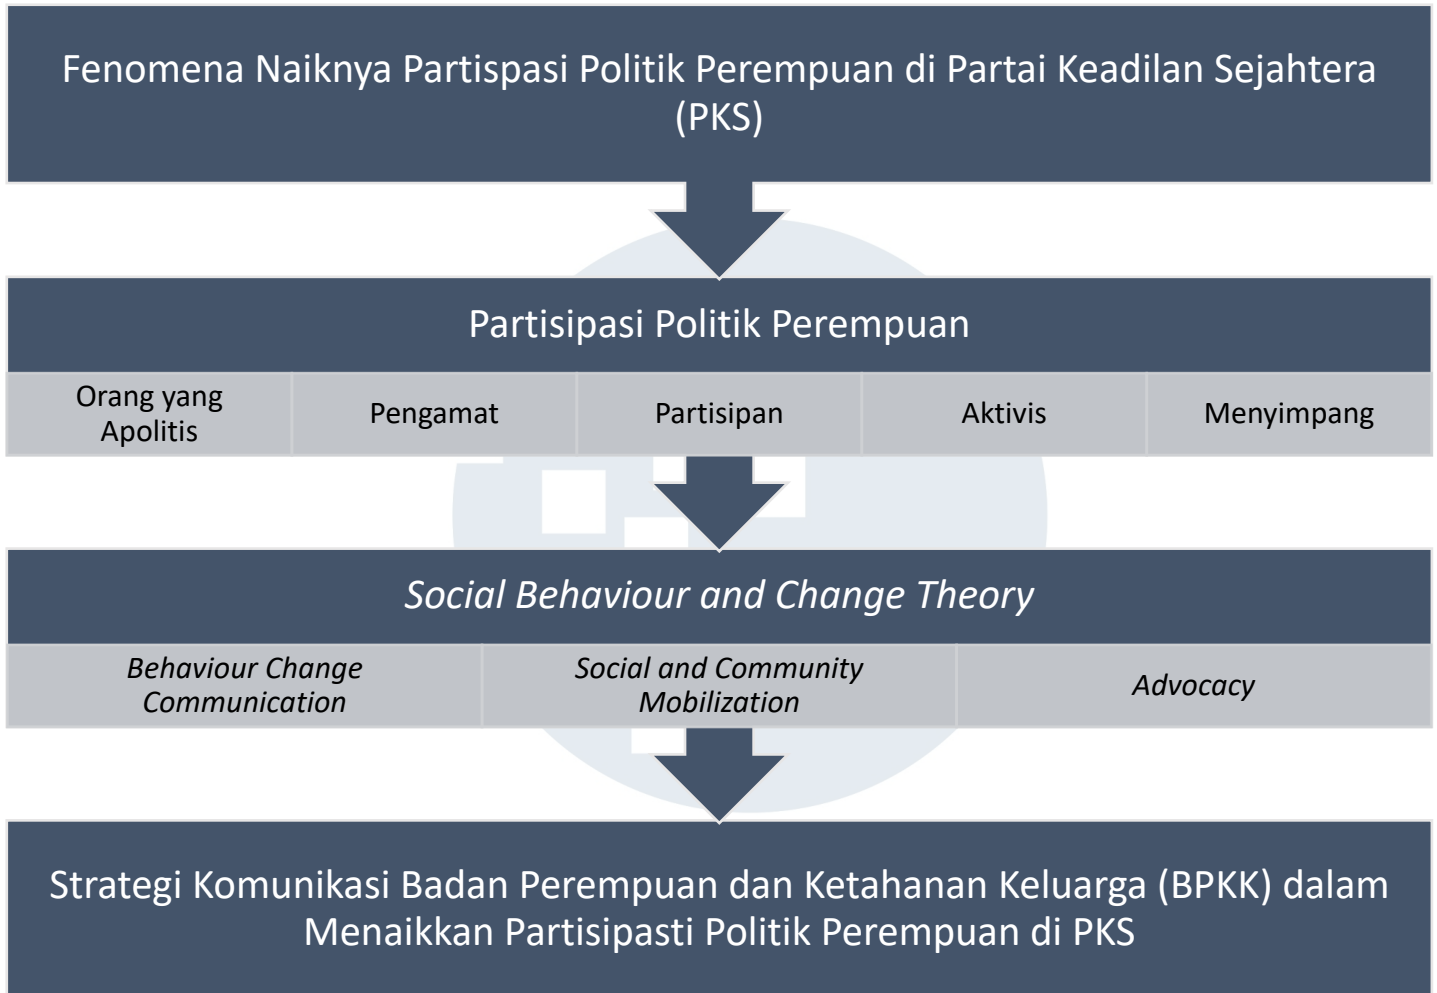 Fenomena Naiknya Partispasi Politik Perempuan di Partai Keadilan Sejahtera
(PKS)
Partisipasi Politik Perempuan
Orang yang
Apolitis
Pengamat
Partisipan
Aktivis
Menyimpang
Social Behaviour and Change Theory
Behaviour Change
Communication
Social and Community
Mobilization
Advocacy
Strategi Komunikasi Badan Perempuan dan Ketahanan Keluarga (BPKK) dalam
Menaikkan Partisipasti Politik Perempuan di PKS